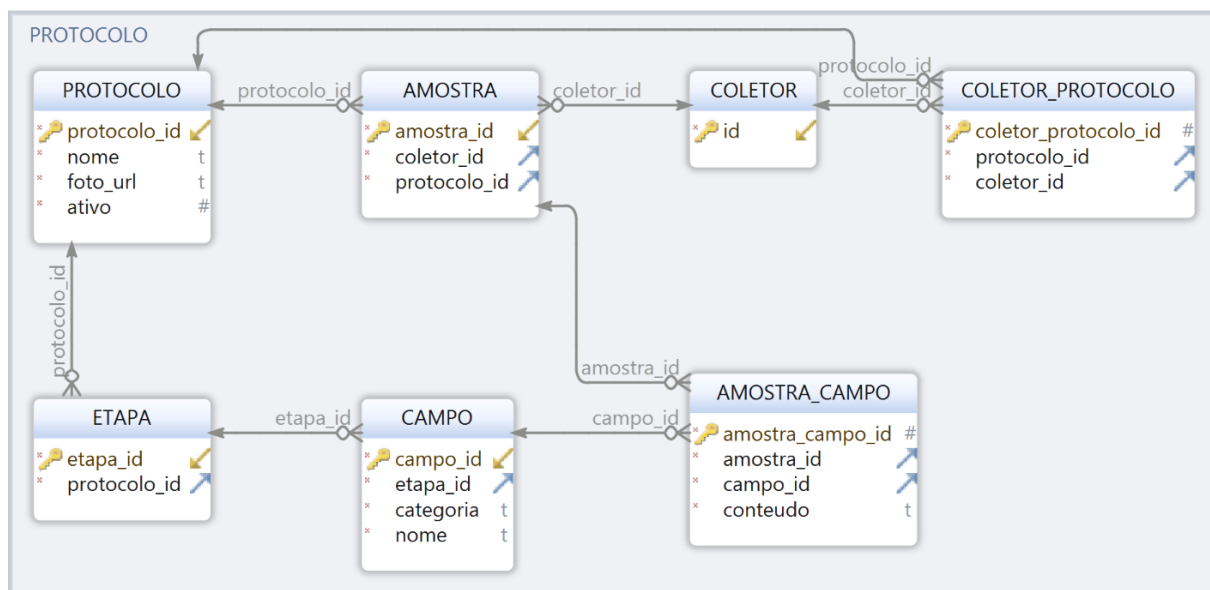 PROTOCOLO
PROTOCOLO
protocolo_id
nome t
foto_url t
ativo #
protocolo_id
AMOSTRA
amostra_id
coletor_id
protocolo_id
coletor_id
COLETOR
id
protocolo_id
coletor_id
COLETOR_PROTOCOLO
coletor_protocolo_id #
protocolo_id
coletor_id
protocolo_id
amostra_id
ETAPA
etapa_id
protocolo_id
etapa_id
CAMPO
campo_id
etapa_id
categoria t
nome t
campo_id
AMOSTRA_CAMPO
amostra_campo_id #
amostra_id
campo_id
conteudo t